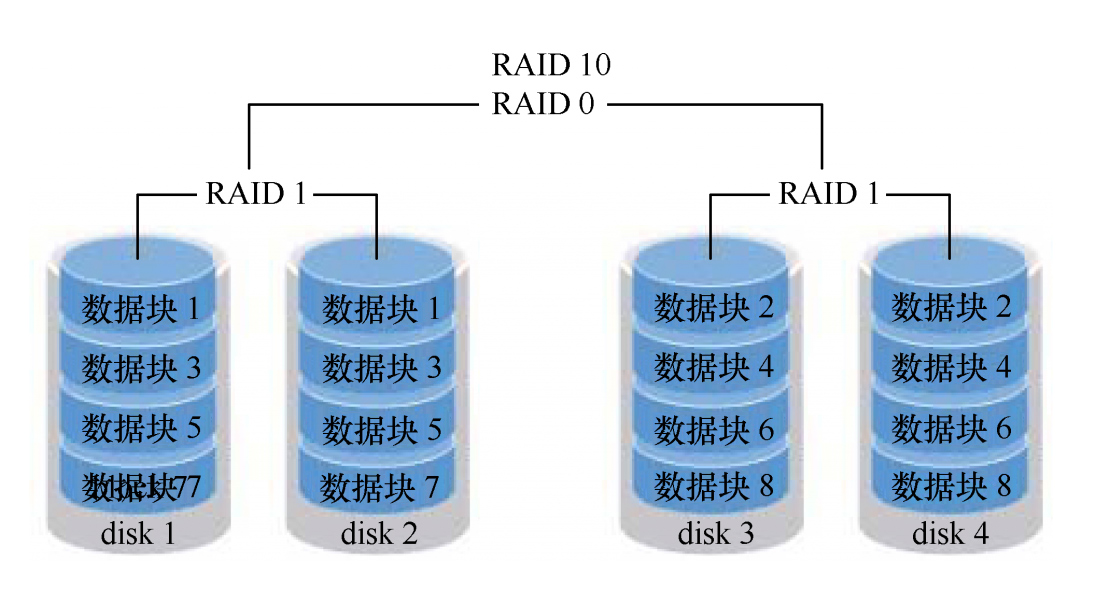 RAID 10
RAID 0
RAID 1
RAID 1
数据块 1
数据块 1
数据块 2
数据块 2
数据块 3
数据块 3
数据块 4
数据块 4
数据块 5
数据块 5
数据块 6
数据块 6
数据块 7
数据块 8
数据块 8
disk 1
disk 2
disk 3
disk 4